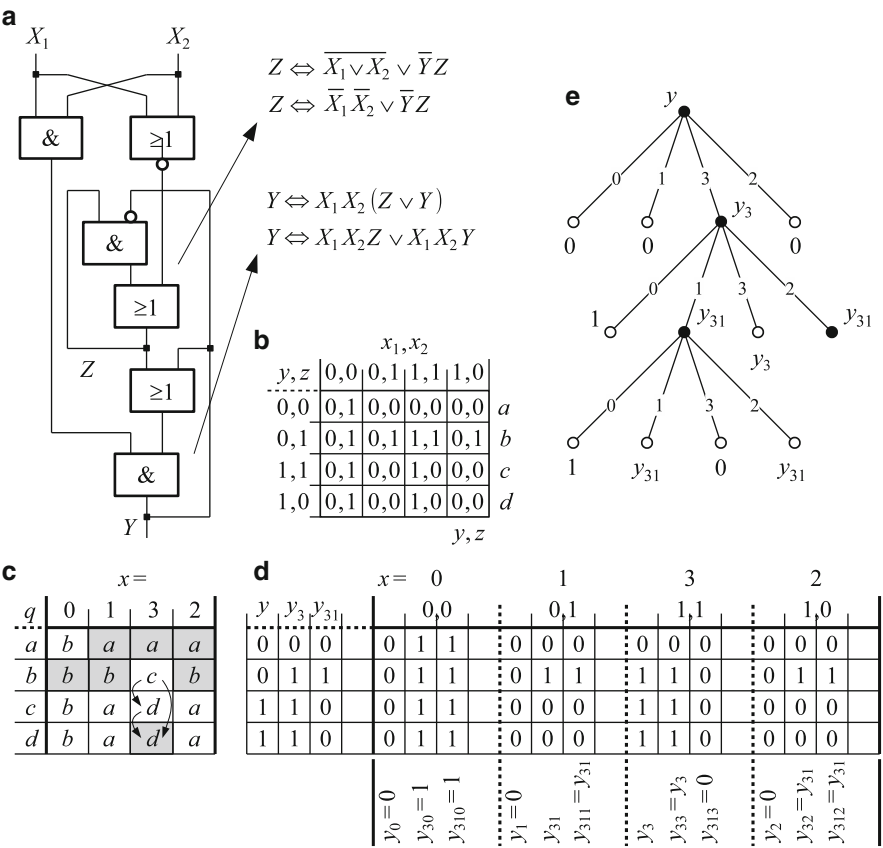 a
X₁ X₂
& ≥1
&
≥1
Z
≥1
&
Y
Z ⇔ \overline{X₁∨X₂} ∨ Y̅Z
Z ⇔ X̅₁X̅₂ ∨ Y̅Z
Y ⇔ X₁X₂(Z∨Y)
Y ⇔ X₁X₂Z ∨ X₁X₂Y
b
x₁,x₂
y,z 0,0 0,1 1,1 1,0
0,0 0,1 0,0 0,0 0,0 a
0,1 0,1 0,1 1,1 0,1 b
1,1 0,1 0,0 1,0 0,0 c
1,0 0,1 0,0 1,0 0,0 d
y,z
e
y
0 1 3 2
0 0 y₃ 0
0 1 3 2
1 y₃₁ y₃ y₃₁
0 1 3 2
1 y₃₁ 0 y₃₁
c
x=
q 0 1 3 2
a b a a a
b b b c b
c b a d a
d b a d a
d
x= 0 1 3 2
y y₃ y₃₁ 0,0 0,1 1,1 1,0
0 0 0 0 1 1 0 0 0 0 0 0 0 0 0
0 1 1 0 1 1 0 1 1 1 1 0 0 1 1
1 1 0 0 1 1 0 0 0 1 1 0 0 0 0
1 1 0 0 1 1 0 0 0 1 1 0 0 0 0
y₀=0
y₃₀=1
y₃₁₀=1
y₁=0
y₃₁
y₃₁₁=y₃₁
y₃
y₃₃=y₃
y₃₁₃=0
y₂=0
y₃₂=y₃₁
y₃₁₂=y₃₁